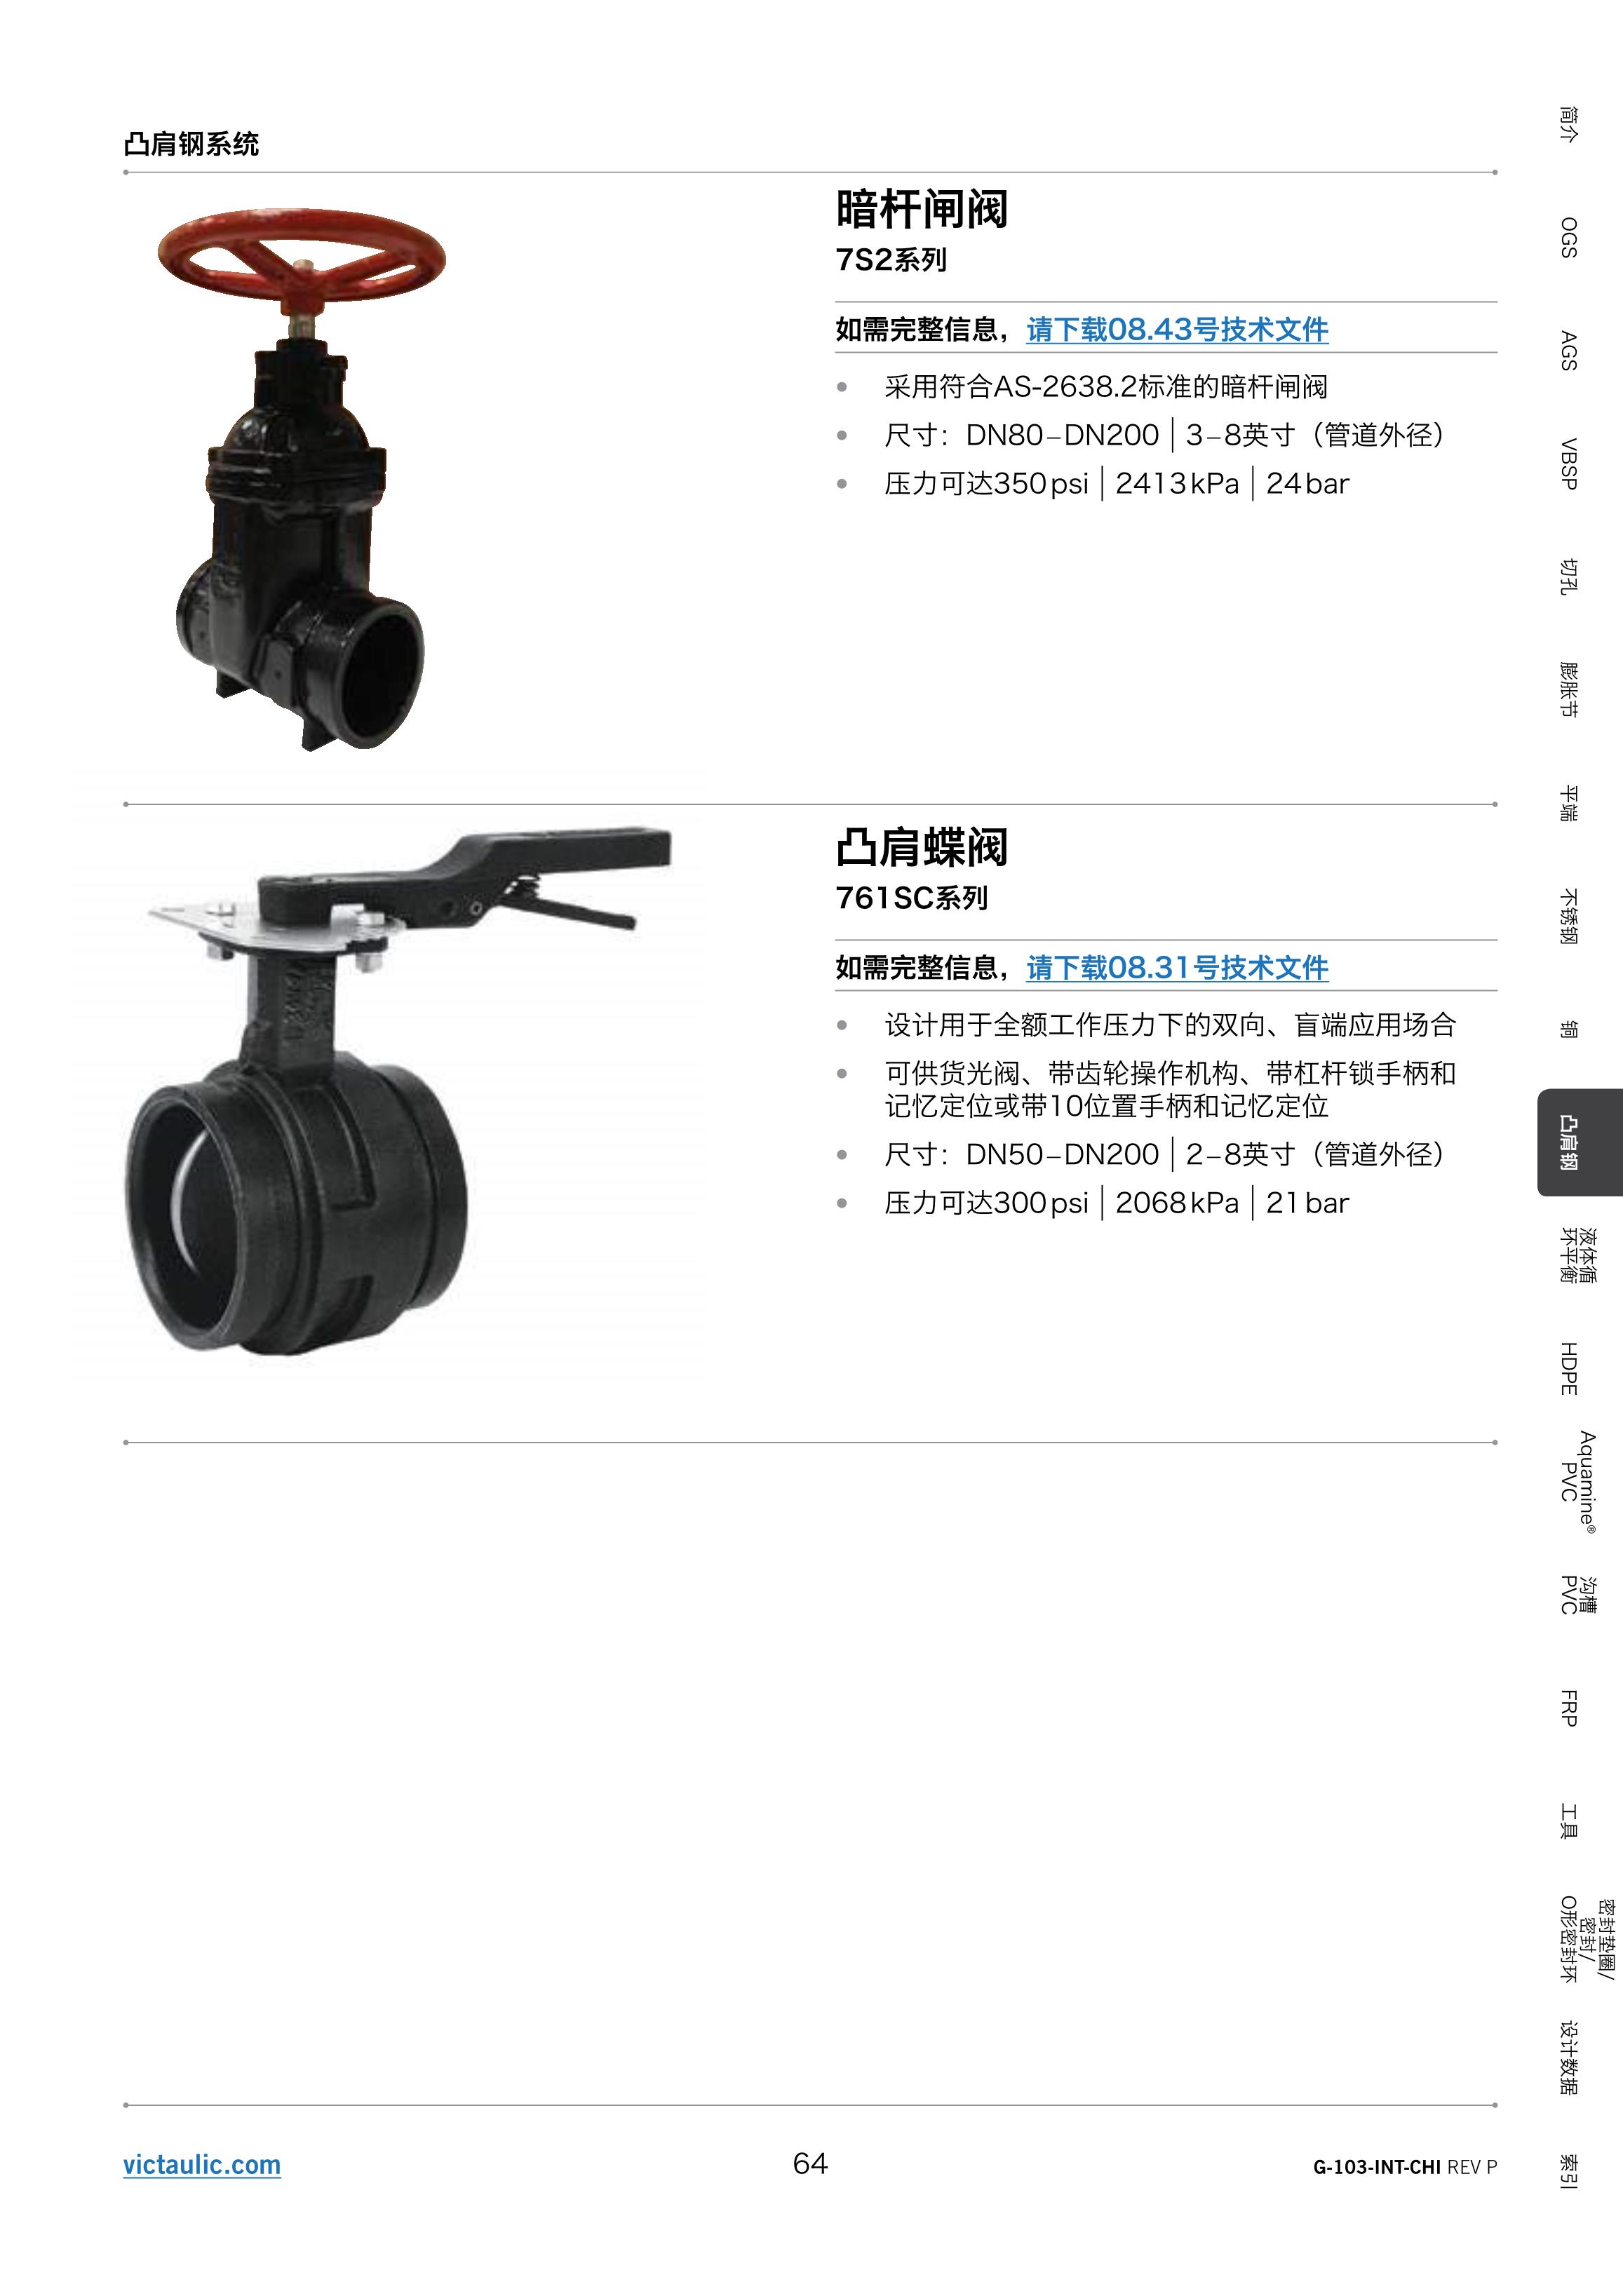 凸肩钢系统
暗杆闸阀
7S2系列
如需完整信息，请下载08.43号技术文件
• 采用符合AS-2638.2标准的暗杆闸阀
• 尺寸：DN80–DN200 | 3–8英寸（管道外径）
• 压力可达350 psi | 2413 kPa | 24 bar
凸肩蝶阀
761SC系列
如需完整信息，请下载08.31号技术文件
• 设计用于全额工作压力下的双向、盲端应用场合
• 可供货光阀、带齿轮操作机构、带杠杆锁手柄和
记忆定位或带10位置手柄和记忆定位
• 尺寸：DN50–DN200 | 2–8英寸（管道外径）
• 压力可达300 psi | 2068 kPa | 21 bar
victaulic.com
64
G-103-INT-CHI REV P
简介
OGS
AGS
VBSP
切孔
膨胀节
平端
不锈钢
铜
凸肩钢
液体循
环平衡
HDPE
Aquamine®
PVC
沟槽
PVC
FRP
工具
密封垫圈/
密封/
O形密封环
设计数据
索引